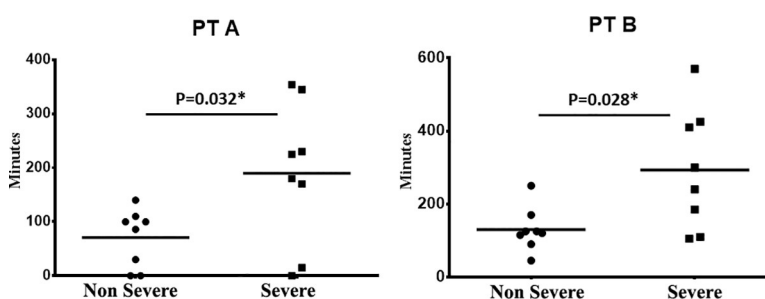 PT A
400
P=0.032*
300
200
100
0
Minutes
Non Severe
Severe
PT B
600
P=0.028*
400
200
0
Minutes
Non Severe
Severe